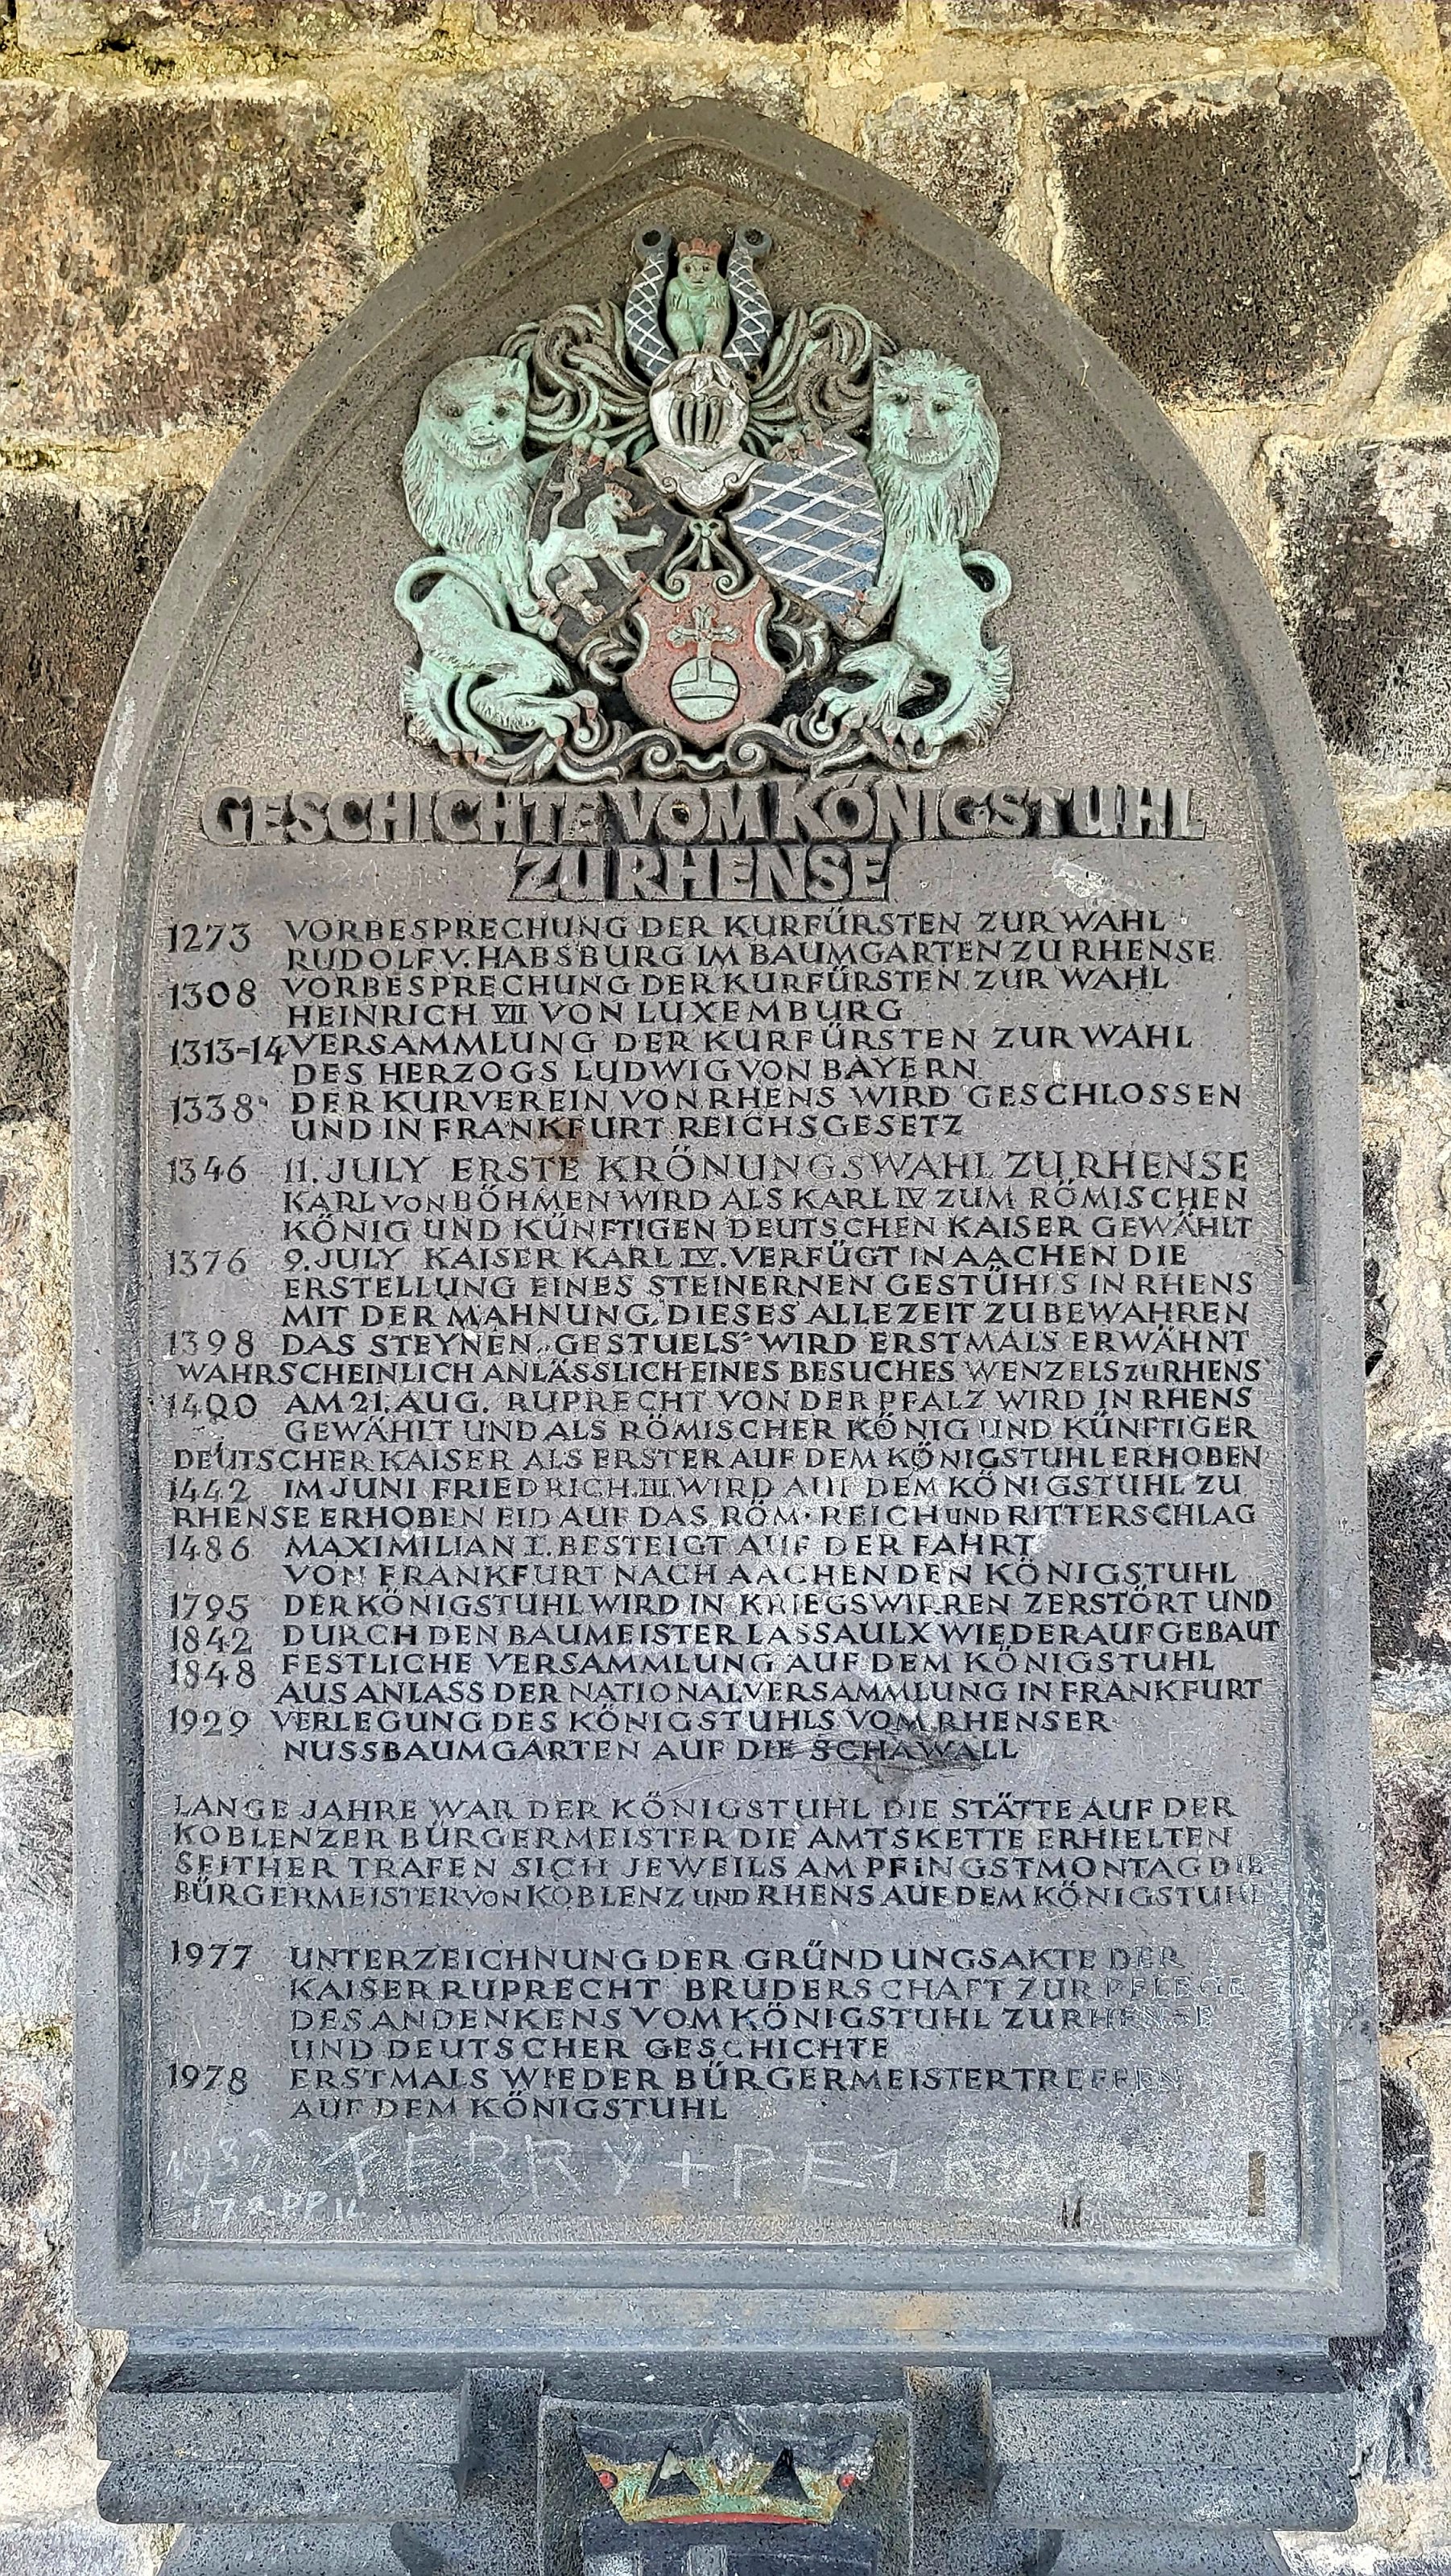 GESCHICHTE VOM KÖNIGSTUHL
ZU RHENSE
1273 VORBESPRECHUNG DER KURFÜRSTEN ZUR WAHL
RUDOLF V. HABSBURG IM BAUMGARTEN ZU RHENSE
1308 VORBESPRECHUNG DER KURFÜRSTEN ZUR WAHL
HEINRICH VII VON LUXEMBURG
1313-14 VERSAMMLUNG DER KURFÜRSTEN ZUR WAHL
DES HERZOGS LUDWIG VON BAYERN
1338 DER KURVEREIN VON RHENS WIRD GESCHLOSSEN
UND IN FRANKFURT REICHSGESETZ
1346 11. JULY ERSTE KRÖNUNGSWAHL ZU RHENSE
KARL VON BÖHMEN WIRD ALS KARL IV ZUM RÖMISCHEN
KÖNIG UND KÜNFTIGEN DEUTSCHEN KAISER GEWÄHLT
1376 9. JULY KAISER KARL IV. VERFÜGT IN AACHEN DIE
ERSTELLUNG EINES STEINERNEN GESTÜHLS IN RHENS
MIT DER MAHNUNG, DIESES ALLEZEIT ZU BEWAHREN
1398 DAS STEYNEN „GESTUELS" WIRD ERSTMALS ERWÄHNT
WAHRSCHEINLICH ANLÄSSLICH EINES BESUCHES WENZELS ZU RHENS
1400 AM 21. AUG. RUPRECHT VON DER PFALZ WIRD IN RHENS
GEWÄHLT UND ALS RÖMISCHER KÖNIG UND KÜNFTIGER
DEUTSCHER KAISER ALS ERSTER AUF DEM KÖNIGSTUHL ERHOBEN
1442 IM JUNI FRIEDRICH III. WIRD AUF DEM KÖNIGSTUHL ZU
RHENSE ERHOBEN EID AUF DAS RÖM. REICH UND RITTERSCHLAG
1486 MAXIMILIAN I. BESTEIGT AUF DER FAHRT
VON FRANKFURT NACH AACHEN DEN KÖNIGSTUHL
1795 DER KÖNIGSTUHL WIRD IN KRIEGSWIRREN ZERSTÖRT UND
1842 DURCH DEN BAUMEISTER LASSAULX WIEDERAUFGEBAUT
1848 FESTLICHE VERSAMMLUNG AUF DEM KÖNIGSTUHL
AUS ANLASS DER NATIONALVERSAMMLUNG IN FRANKFURT
1929 VERLEGUNG DES KÖNIGSTUHLS VOM RHENSER
NUSSBAUMGARTEN AUF DIE SCHAWALL
LANGE JAHRE WAR DER KÖNIGSTUHL DIE STÄTTE AUF DER
KOBLENZER BÜRGERMEISTER DIE AMTSKETTE ERHIELTEN
SEITHER TRAFEN SICH JEWEILS AM PFINGSTMONTAG DIE
BÜRGERMEISTER VON KOBLENZ UND RHENS AUF DEM KÖNIGSTUHL
1977 UNTERZEICHNUNG DER GRÜNDUNGSAKTE DER
KAISER RUPRECHT BRUDERSCHAFT ZUR PFLEGE
DES ANDENKENS VOM KÖNIGSTUHL ZU RHENSE
UND DEUTSCHER GESCHICHTE
1978 ERSTMALS WIEDER BÜRGERMEISTERTREFFEN
AUF DEM KÖNIGSTUHL